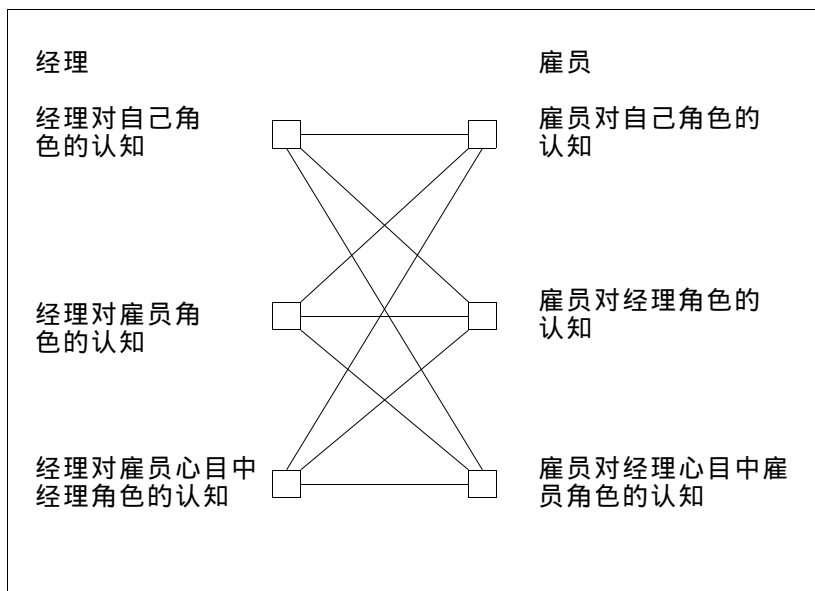 经理
雇员
经理对自己角
色的认知
雇员对自己角色的
认知
经理对雇员角
色的认知
雇员对经理角色的
认知
经理对雇员心目中
经理角色的认知
雇员对经理心目中雇
员角色的认知